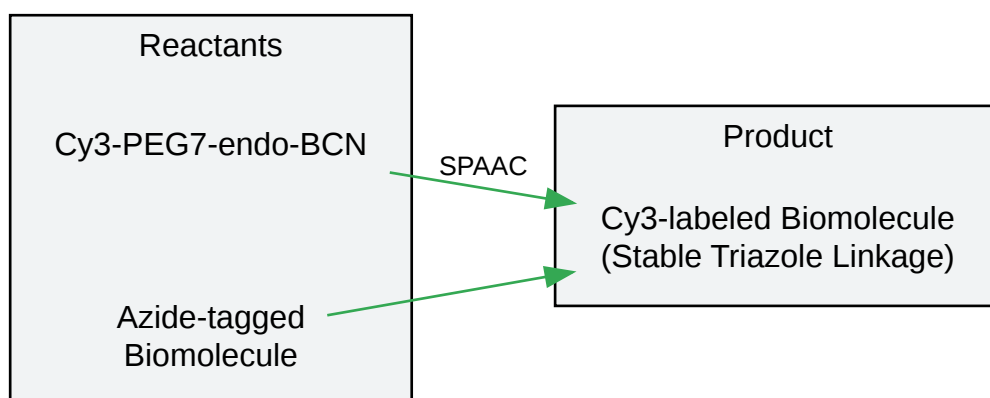 Reactants
Cy3-PEG7-endo-BCN
Azide-tagged
Biomolecule
SPAAC
Product
Cy3-labeled Biomolecule
(Stable Triazole Linkage)